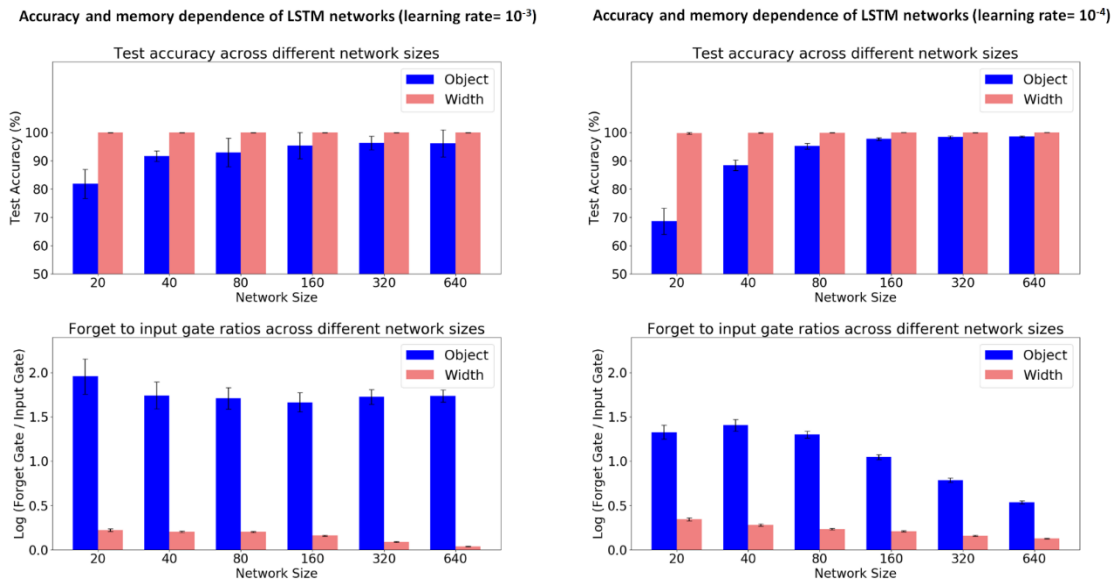 Accuracy and memory dependence of LSTM networks (learning rate= 10⁻³)
Test accuracy across different network sizes
Object
Width
Test Accuracy (%)
100
90
80
70
60
50
20 40 80 160 320 640
Network Size
Forget to input gate ratios across different network sizes
Object
Width
Log (Forget Gate / Input Gate)
2.0
1.5
1.0
0.5
0.0
20 40 80 160 320 640
Network Size
Accuracy and memory dependence of LSTM networks (learning rate= 10⁻⁴)
Test accuracy across different network sizes
Object
Width
Test Accuracy (%)
100
90
80
70
60
50
20 40 80 160 320 640
Network Size
Forget to input gate ratios across different network sizes
Object
Width
Log (Forget Gate / Input Gate)
2.0
1.5
1.0
0.5
0.0
20 40 80 160 320 640
Network Size